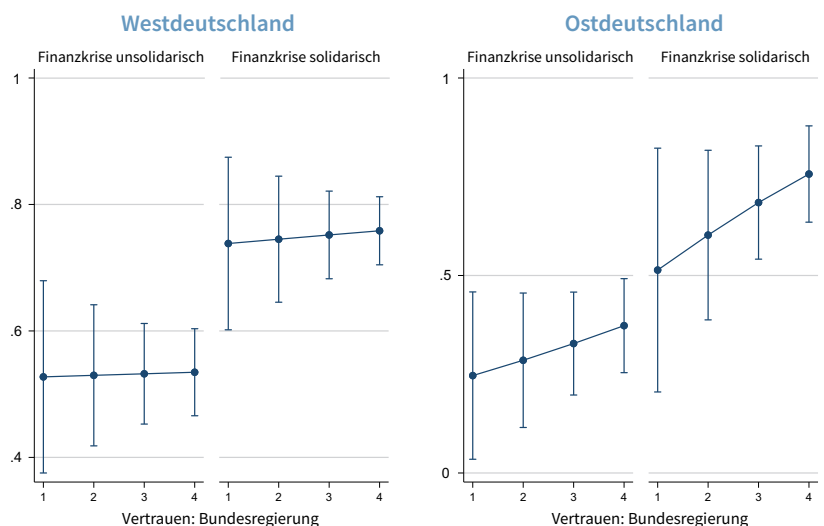 Westdeutschland
Finanzkrise unsolidarisch Finanzkrise solidarisch
1
.8
.6
.4
1 2 3 4 1 2 3 4
Vertrauen: Bundesregierung
Ostdeutschland
Finanzkrise unsolidarisch Finanzkrise solidarisch
1
.5
0
1 2 3 4 1 2 3 4
Vertrauen: Bundesregierung